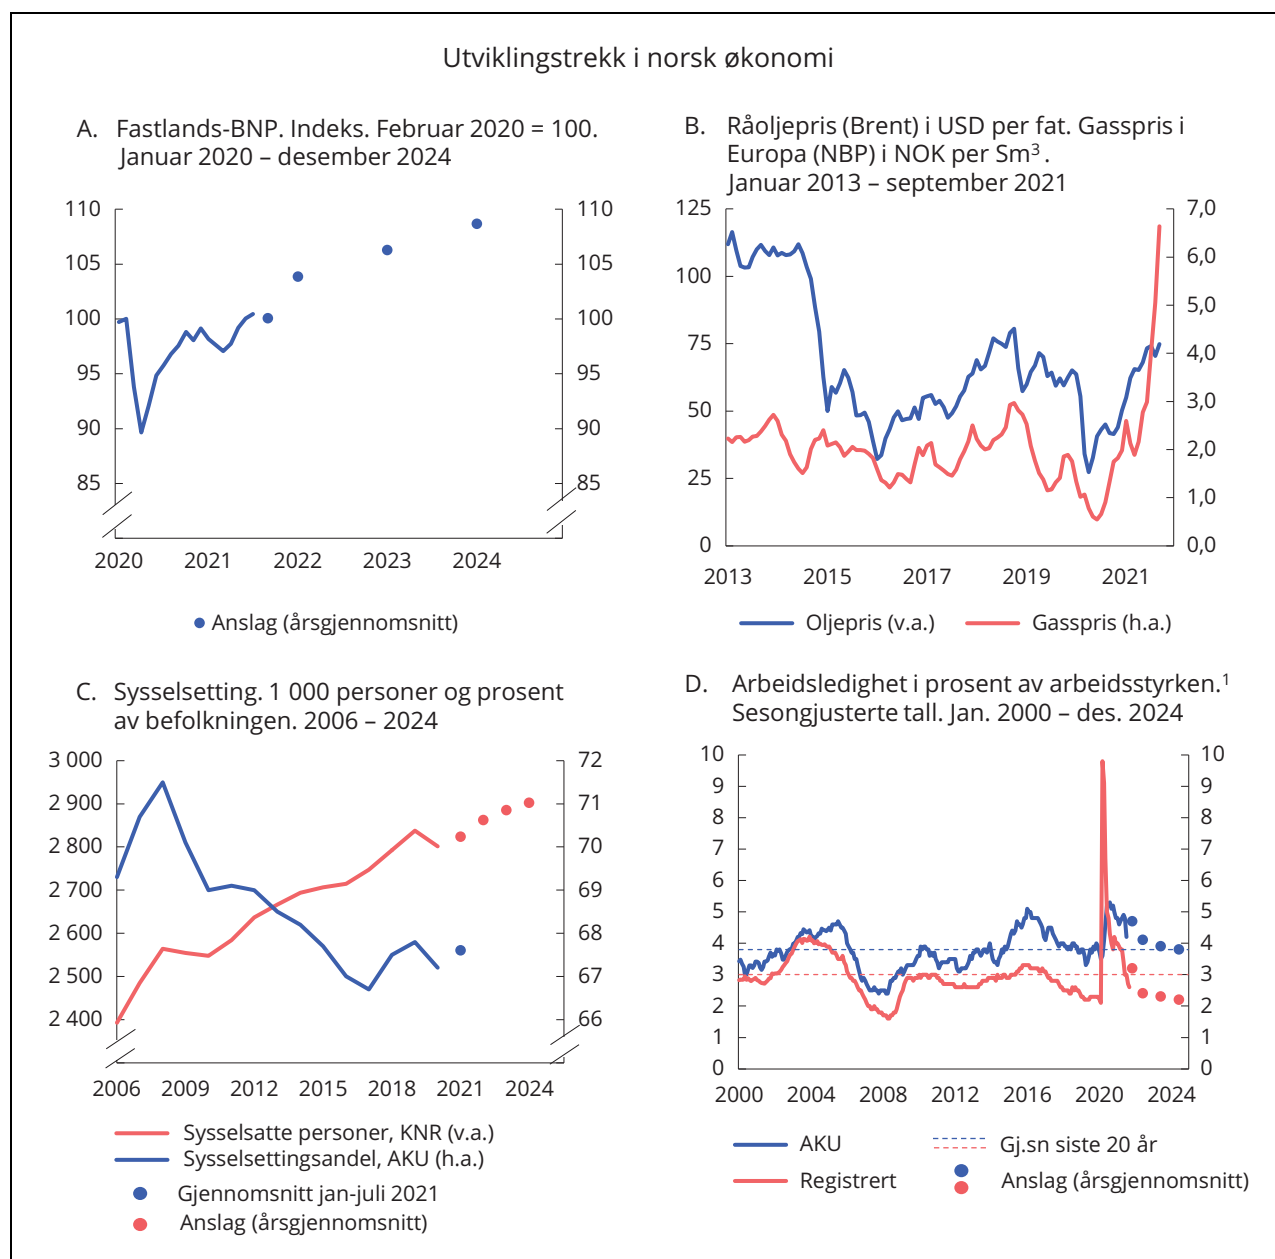 Utviklingstrekk i norsk økonomi
A. Fastlands-BNP. Indeks. Februar 2020 = 100.
Januar 2020 – desember 2024
110 110
105 105
100 100
95 95
90 90
85 85
2020 2021 2022 2023 2024
Anslag (årsgjennomsnitt)
B. Råoljepris (Brent) i USD per fat. Gasspris i
Europa (NBP) i NOK per Sm³.
Januar 2013 – september 2021
125 7,0
6,0
100
5,0
75 4,0
3,0
50
2,0
25
1,0
0 0,0
2013 2015 2017 2019 2021
Oljepris (v.a.) Gasspris (h.a.)
C. Sysselsetting. 1 000 personer og prosent
av befolkningen. 2006 – 2024
3 000 72
2 900 71
2 800 70
2 700 69
2 600 68
2 500 67
2 400 66
2006 2009 2012 2015 2018 2021 2024
Sysselsatte personer, KNR (v.a.)
Sysselsettingsandel, AKU (h.a.)
Gjennomsnitt jan-juli 2021
Anslag (årsgjennomsnitt)
D. Arbeidsledighet i prosent av arbeidsstyrken.¹
Sesongjusterte tall. Jan. 2000 – des. 2024
10 10
9 9
8 8
7 7
6 6
5 5
4 4
3 3
2 2
1 1
0 0
2000 2004 2008 2012 2016 2020 2024
AKU Gj.sn siste 20 år
Registrert Anslag (årsgjennomsnitt)